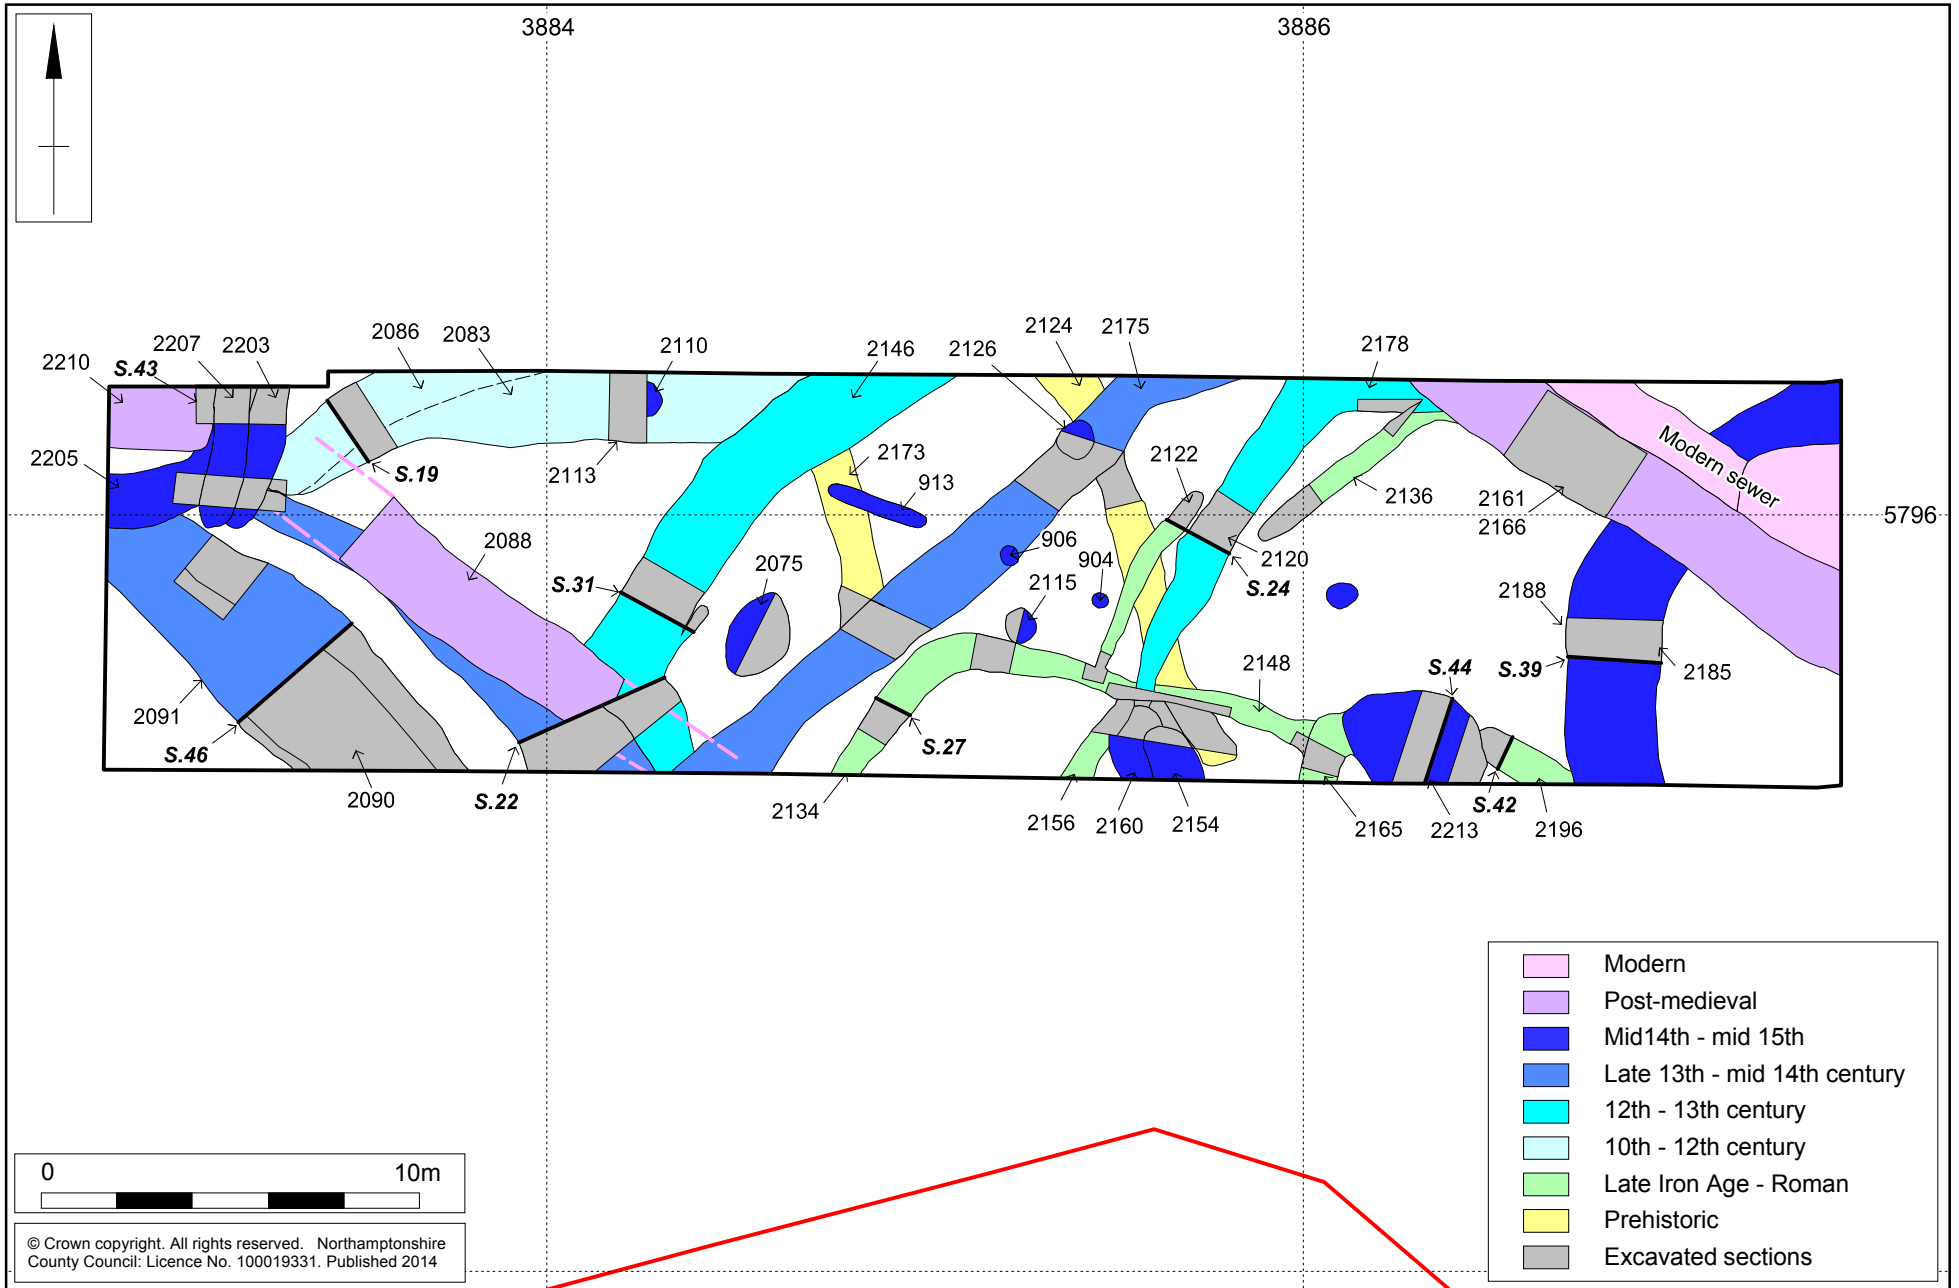 3884
3886
2124
2175
2086
2083
2110
2146
2126
2178
2207
2203
2210
S.43
2205
S.19
2113
2173
913
2122
2136
2161
2166
Modern sewer
5796
2088
906
904
2120
S.24
S.31
2075
2115
2188
2148
S.44
S.39
2185
2091
S.46
2090
S.22
S.27
2134
2156
2160
2154
2165
2213
S.42
2196
Modern
Post-medieval
Mid14th - mid 15th
Late 13th - mid 14th century
12th - 13th century
10th - 12th century
Late Iron Age - Roman
Prehistoric
Excavated sections
0
10m
© Crown copyright. All rights reserved. Northamptonshire
County Council: Licence No. 100019331. Published 2014